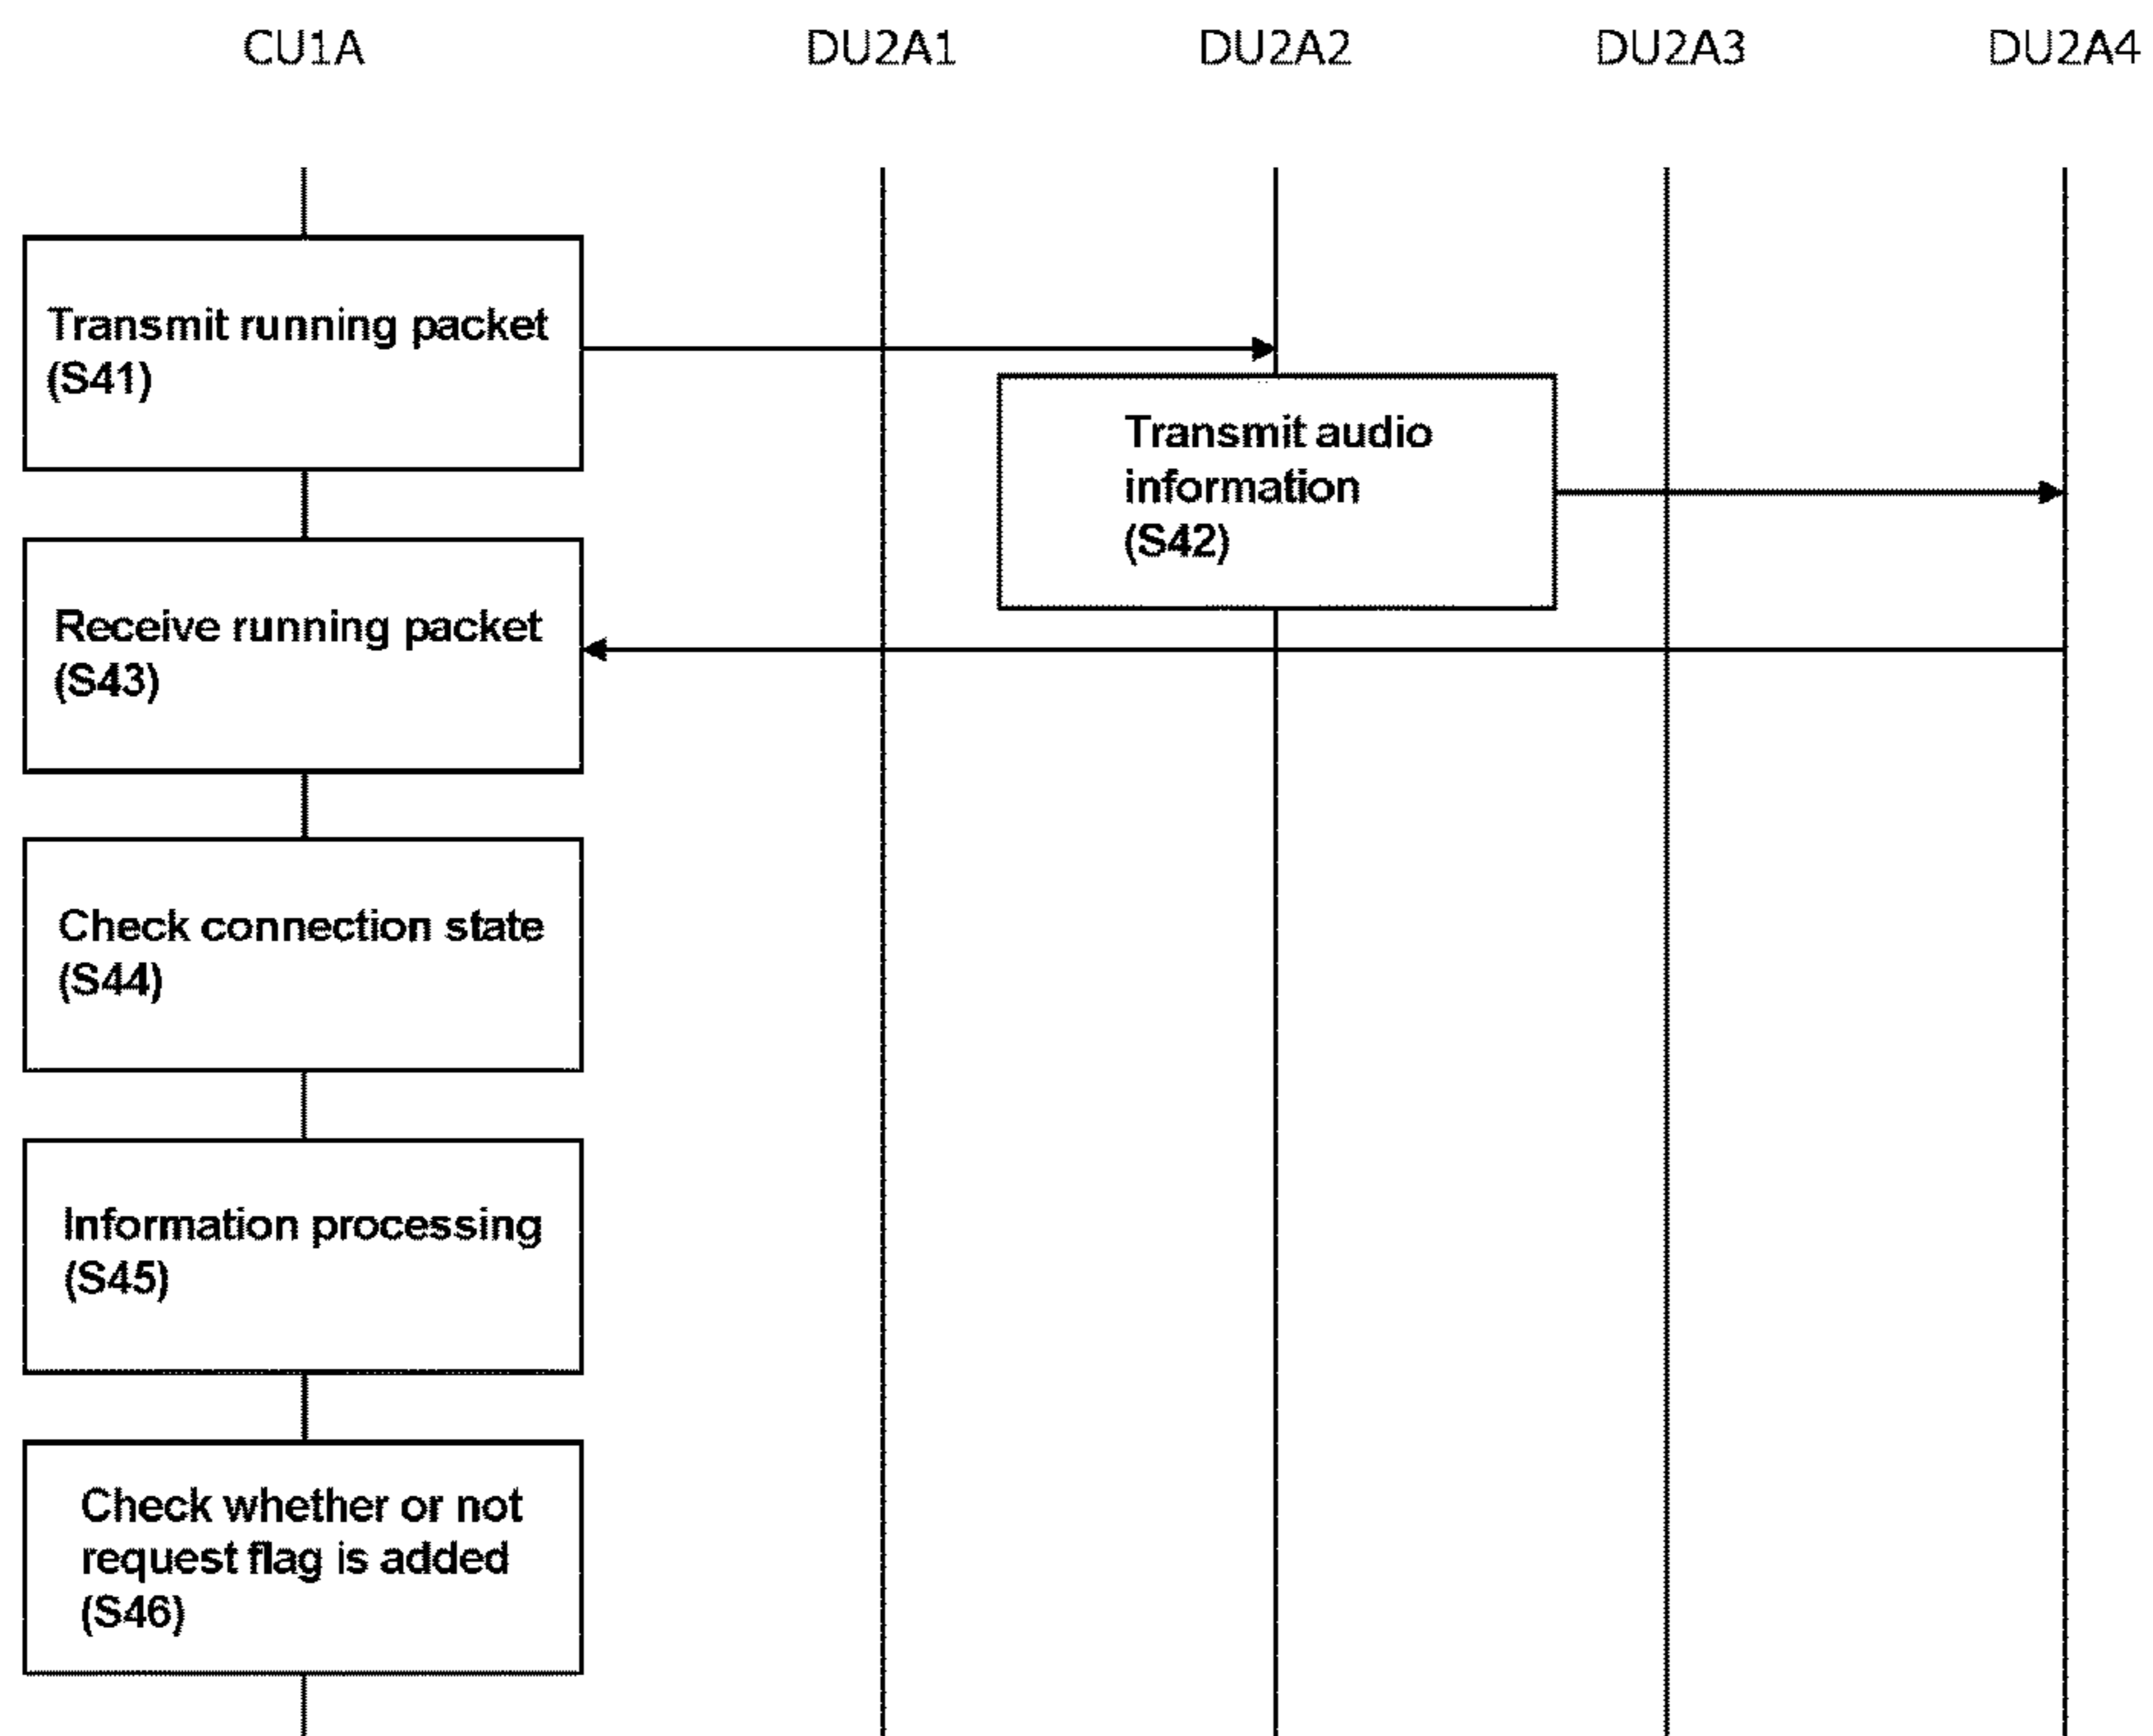 CU1A DU2A1 DU2A2 DU2A3 DU2A4
Transmit running packet
(S41)
Transmit audio
information
(S42)
Receive running packet
(S43)
Check connection state
(S44)
Information processing
(S45)
Check whether or not
request flag is added
(S46)